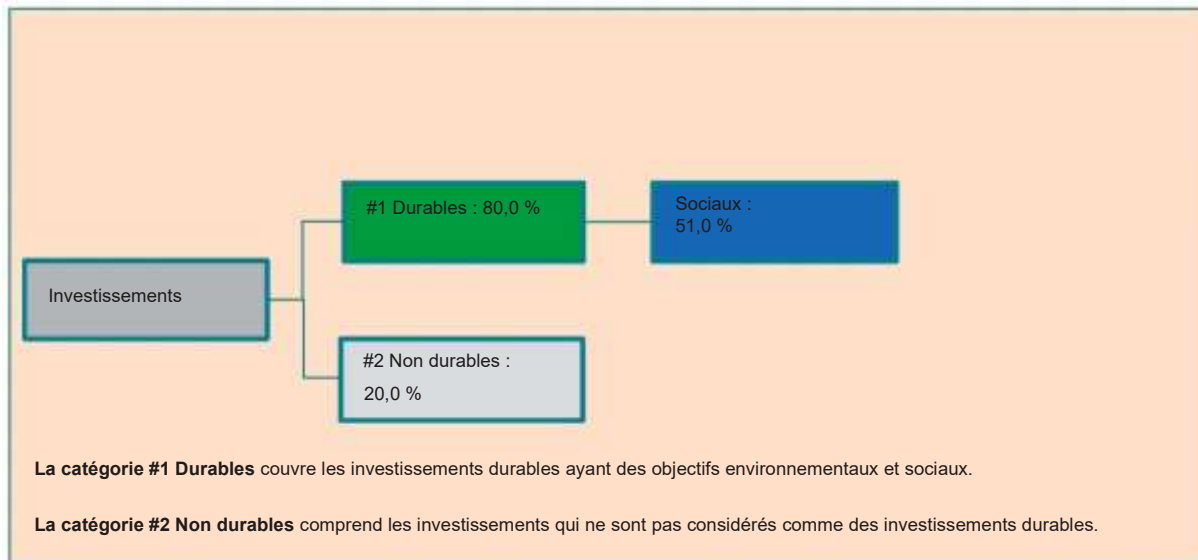 #1 Durables : 80,0 %
Sociaux :
51,0 %
Investissements
#2 Non durables :
20,0 %
La catégorie #1 Durables couvre les investissements durables ayant des objectifs environnementaux et sociaux.
La catégorie #2 Non durables comprend les investissements qui ne sont pas considérés comme des investissements durables.